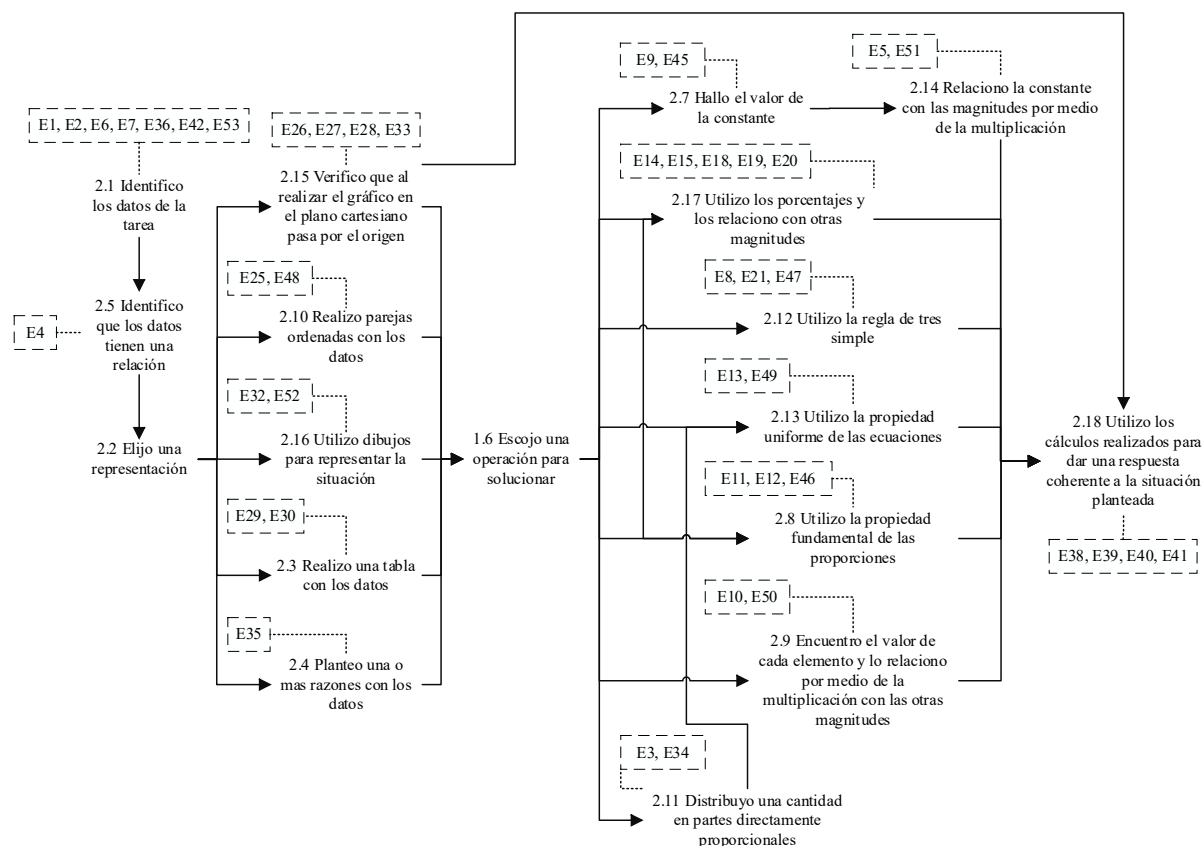 E1, E2, E6, E7, E36, E42, E53
2.1 Identifico
los datos de la
tarea
E4
2.5 Identifico
que los datos
tienen una
relación
2.2 Elijo una
representación
E26, E27, E28, E33
2.15 Verifico que al
realizar el gráfico en
el plano cartesiano
pasa por el origen
E25, E48
2.10 Realizo parejas
ordenadas con los
datos
E32, E52
2.16 Utilizo dibujos
para representar la
situación
E29, E30
2.3 Realizo una tabla
con los datos
E35
2.4 Planteo una o
mas razones con los
datos
1.6 Escojo una
operación para
solucionar
E9, E45
2.7 Hallo el valor de
la constante
E5, E51
2.14 Relaciono la constante
con las magnitudes por medio
de la multiplicación
E14, E15, E18, E19, E20
2.17 Utilizo los porcentajes y
los relaciono con otras
magnitudes
E8, E21, E47
2.12 Utilizo la regla de tres
simple
E13, E49
2.13 Utilizo la propiedad
uniforme de las ecuaciones
E11, E12, E46
2.8 Utilizo la propiedad
fundamental de las
proporciones
E10, E50
2.9 Encuentro el valor de
cada elemento y lo relaciono
por medio de la
multiplicación con las otras
magnitudes
E3, E34
2.11 Distribuyo una cantidad
en partes directamente
proporcionales
2.18 Utilizo los
cálculos realizados para
dar una respuesta
coherente a la situación
planteada
E38, E39, E40, E41